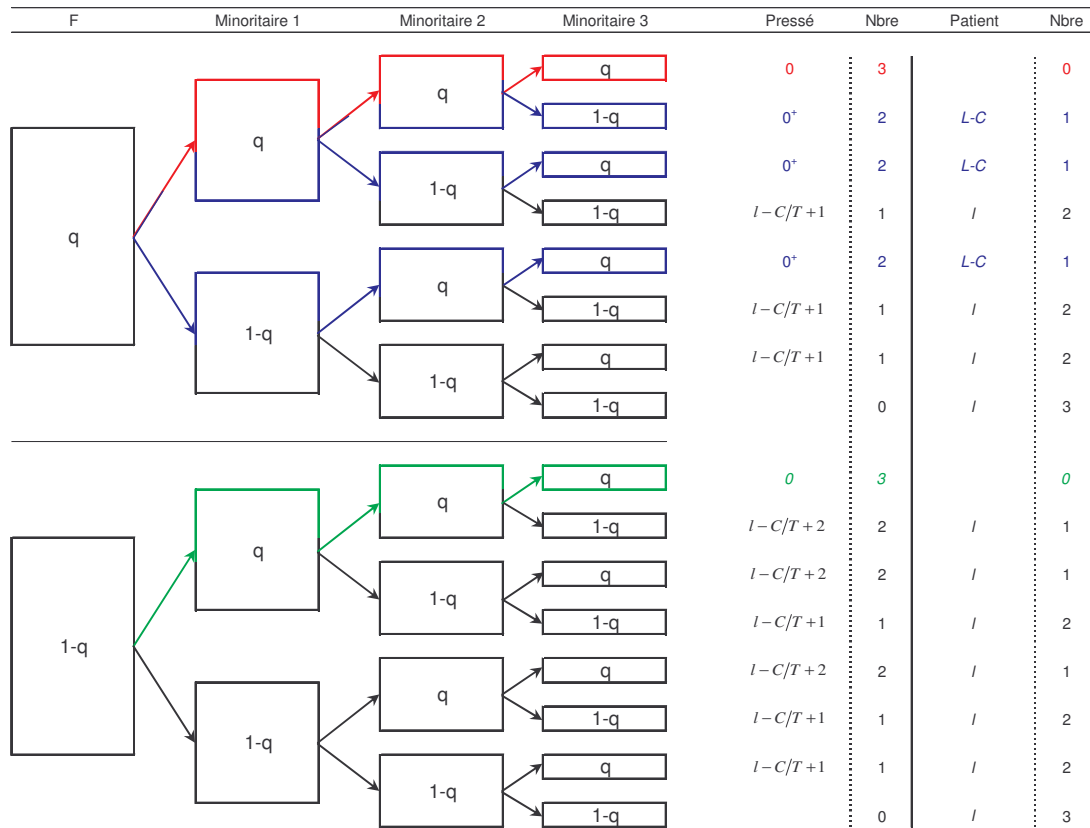 F Minoritaire 1 Minoritaire 2 Minoritaire 3 Pressé Nbre Patient Nbre
q 0 3 0
q
1-q 0⁺ 2 L-C 1
q
q 0⁺ 2 L-C 1
1-q
1-q l − C/T + 1 1 l 2
q
q 0⁺ 2 L-C 1
q
1-q l − C/T + 1 1 l 2
1-q
q l − C/T + 1 1 l 2
1-q
1-q 0 l 3
q 0 3 0
q
1-q l − C/T + 2 2 l 1
q
q l − C/T + 2 2 l 1
1-q
1-q l − C/T + 1 1 l 2
1-q
q l − C/T + 2 2 l 1
q
1-q l − C/T + 1 1 l 2
1-q
q l − C/T + 1 1 l 2
1-q
1-q 0 l 3